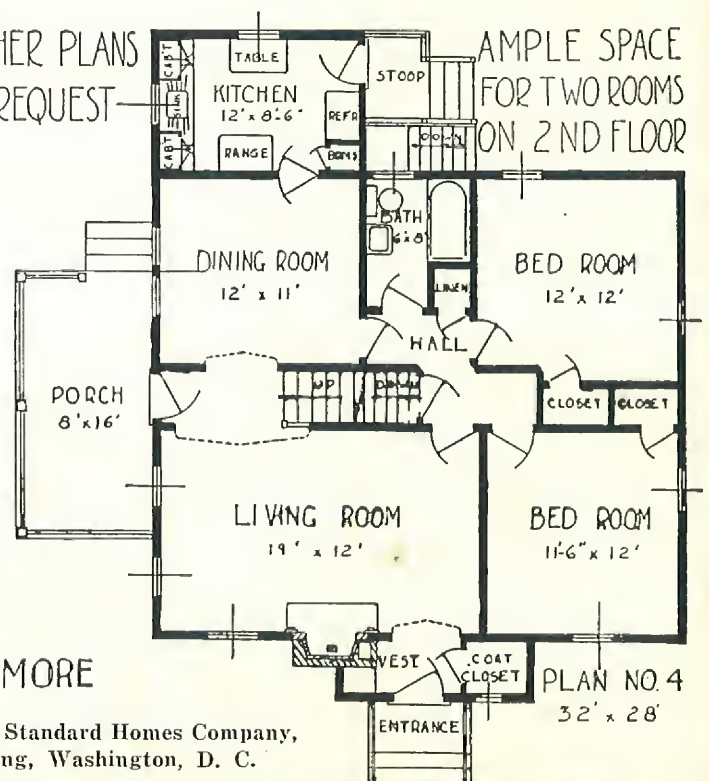 HER PLANS
REQUEST
AMPLE SPACE
FOR TWO ROOMS
ON 2ND FLOOR
CAB'T
SINK
CAB'T
TABLE
KITCHEN
12' x 8'-6"
RANGE
REFR
STOOP
DOWN
DINING ROOM
12' x 11'
BATH
6'x8'
LINEN
BED ROOM
12' x 12'
HALL
PORCH
8'x16'
UP
DOWN
CLOSET
CLOSET
LIVING ROOM
19' x 12'
BED ROOM
11'-6" x 12'
VEST
COAT
CLOSET
ENTRANCE
PLAN NO. 4
32' x 28'
MORE
Standard Homes Company,
ng, Washington, D. C.